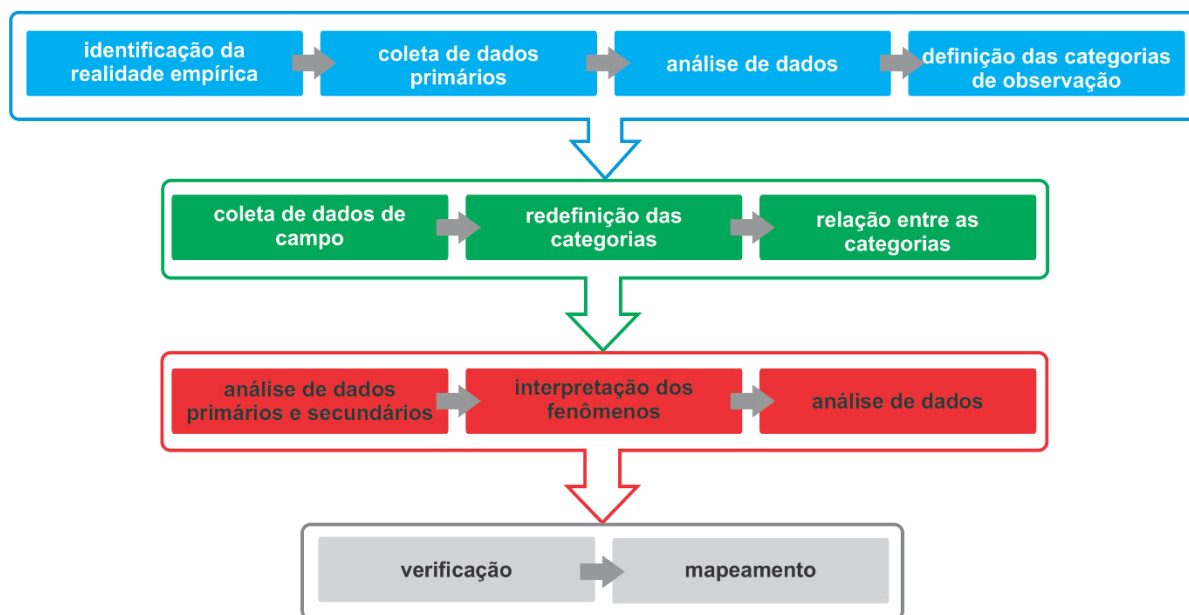 identificação da
realidade empírica
coleta de dados
primários
análise de dados
definição das categorias
de observação
coleta de dados de
campo
redefinição das
categorias
relação entre as
categorias
análise de dados
primários e secundários
interpretação dos
fenômenos
análise de dados
verificação
mapeamento